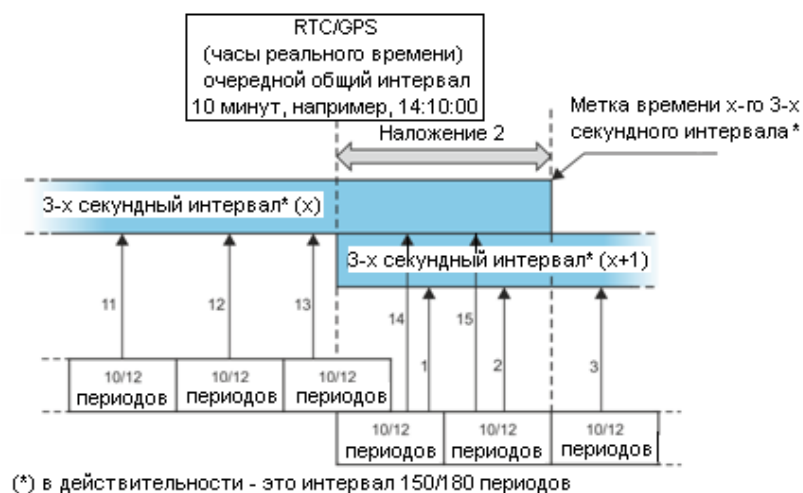 RTC/GPS
(часы реального времени)
очередной общий интервал
10 минут, например, 14:10:00
Метка времени х-го 3-х
секундного интервала*
Наложение 2
3-х секундный интервал* (х)
3-х секундный интервал* (х+1)
11
12
13
14
15
1
2
3
10/12
периодов
10/12
периодов
10/12
периодов
10/12
периодов
10/12
периодов
10/12
периодов
(*) в действительности - это интервал 150/180 периодов